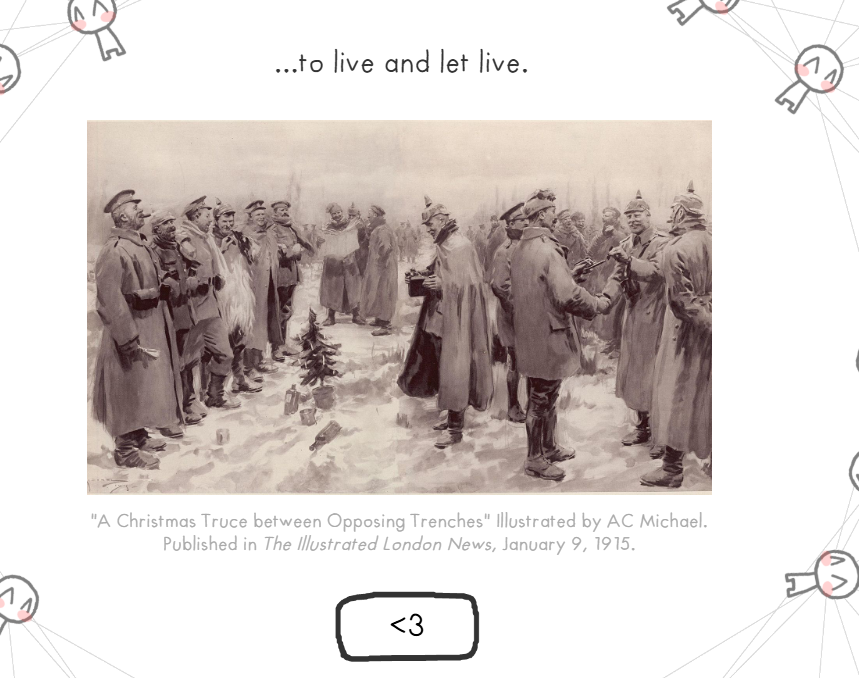 ...to live and let live.
"A Christmas Truce between Opposing Trenches" Illustrated by AC Michael.
Published in The Illustrated London News, January 9, 1915.
<3